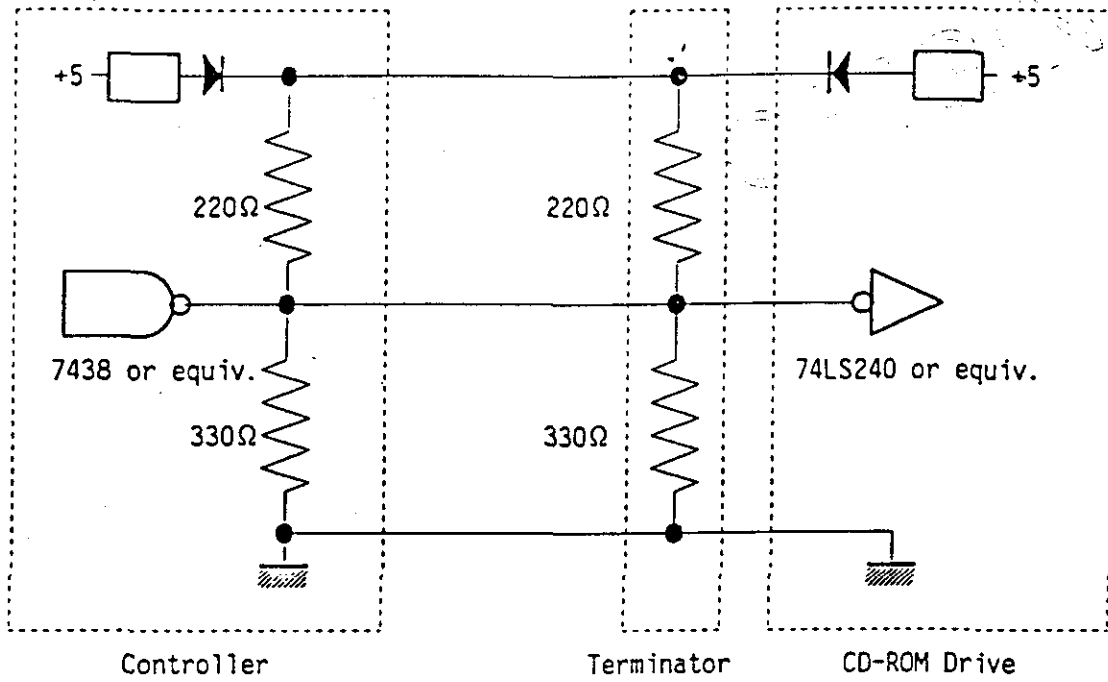 +5
+5
220Ω
220Ω
7438 or equiv.
74LS240 or equiv.
330Ω
330Ω
Controller
Terminator
CD-ROM Drive